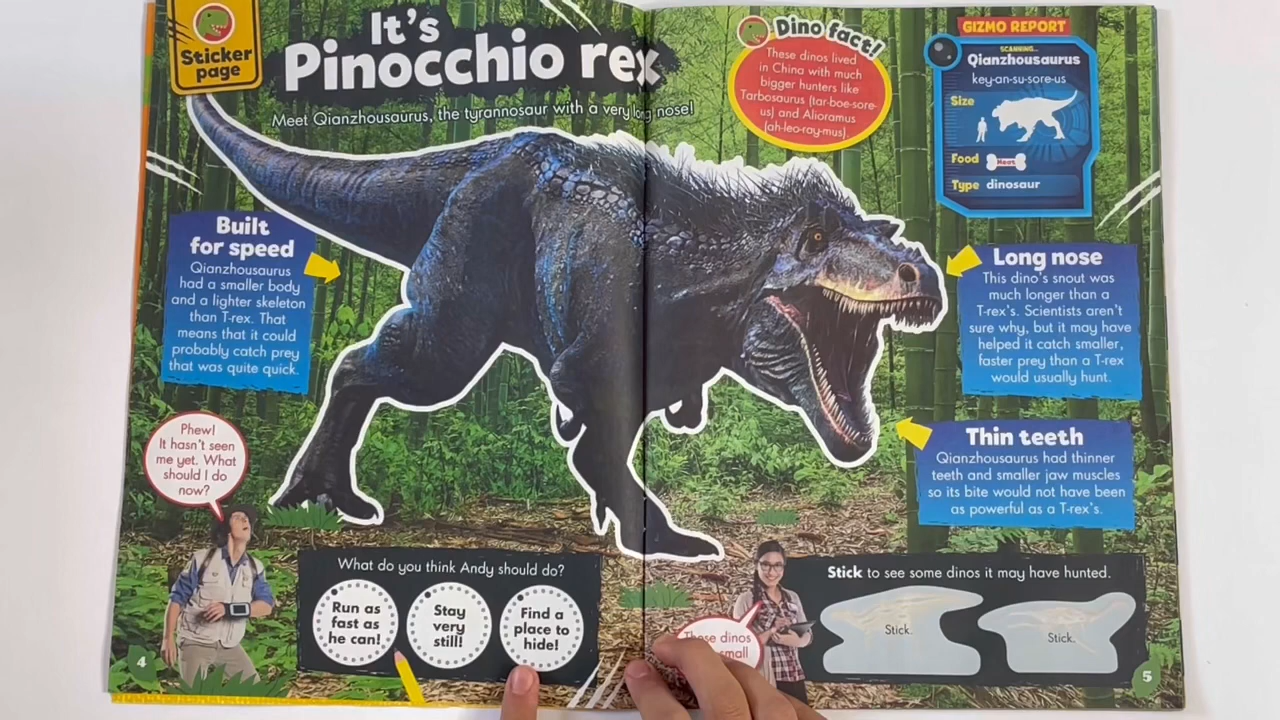 Sticker
page
It's
Pinocchio rex
Meet Qianzhousaurus, the tyrannosaur with a very long nose!
Dino fact!
These dinos lived
in China with much
bigger hunters like
Tarbosaurus (tar-boe-sore-
us) and Alioramus
(ah-leo-ray-mus).
GIZMO REPORT
SCANNING...
Qianzhousaurus
key-an-su-sore-us
Size
Food Meat
Type dinosaur
Built
for speed
Qianzhousaurus
had a smaller body
and a lighter skeleton
than T-rex. That
means that it could
probably catch prey
that was quite quick.
Long nose
This dino's snout was
much longer than a
T-rex's. Scientists aren't
sure why, but it may have
helped it catch smaller,
faster prey than a T-rex
would usually hunt.
Thin teeth
Qianzhousaurus had thinner
teeth and smaller jaw muscles
so its bite would not have been
as powerful as a T-rex's.
Phew!
It hasn't seen
me yet. What
should I do
now?
What do you think Andy should do?
Run as
fast as
he can!
Stay
very
still!
Find a
place to
hide!
These dinos
small
Stick to see some dinos it may have hunted.
Stick.
Stick.
4
5